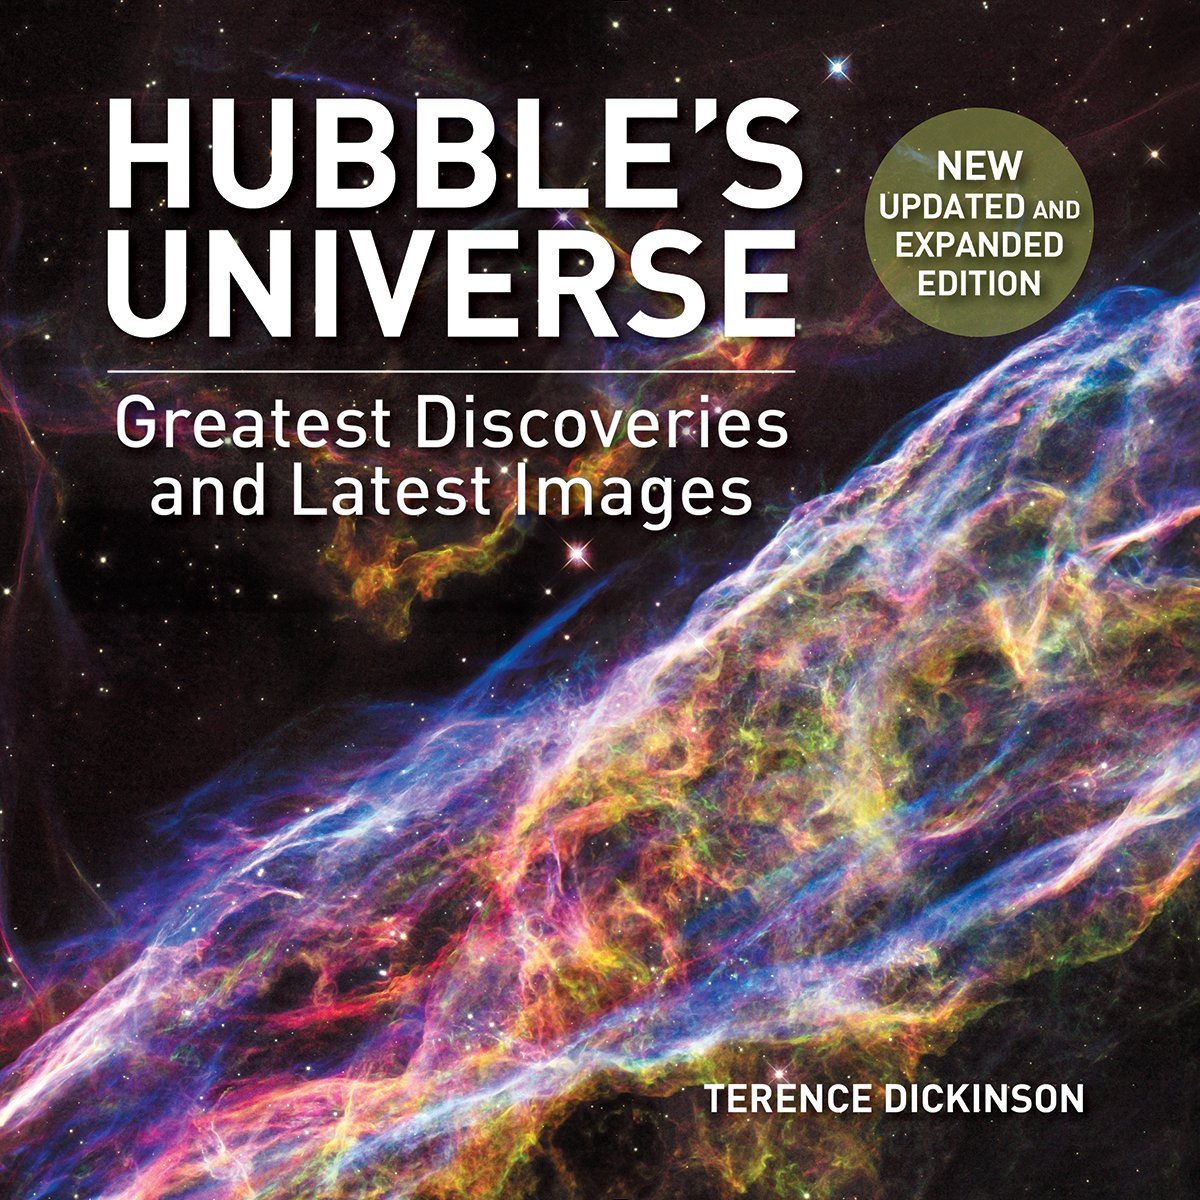 HUBBLE'S
UNIVERSE
Greatest Discoveries
and Latest Images
NEW
UPDATED AND
EXPANDED
EDITION
TERENCE DICKINSON